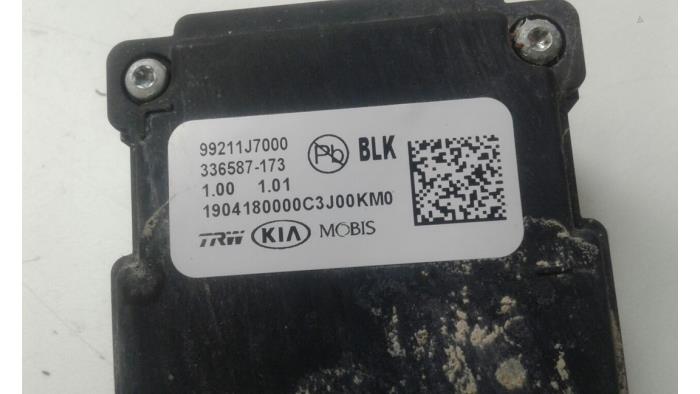 99211J7000 Pb BLK
336587-173
1.00 1.01
1904180000C3J00KM0
TRW KIA MOBIS